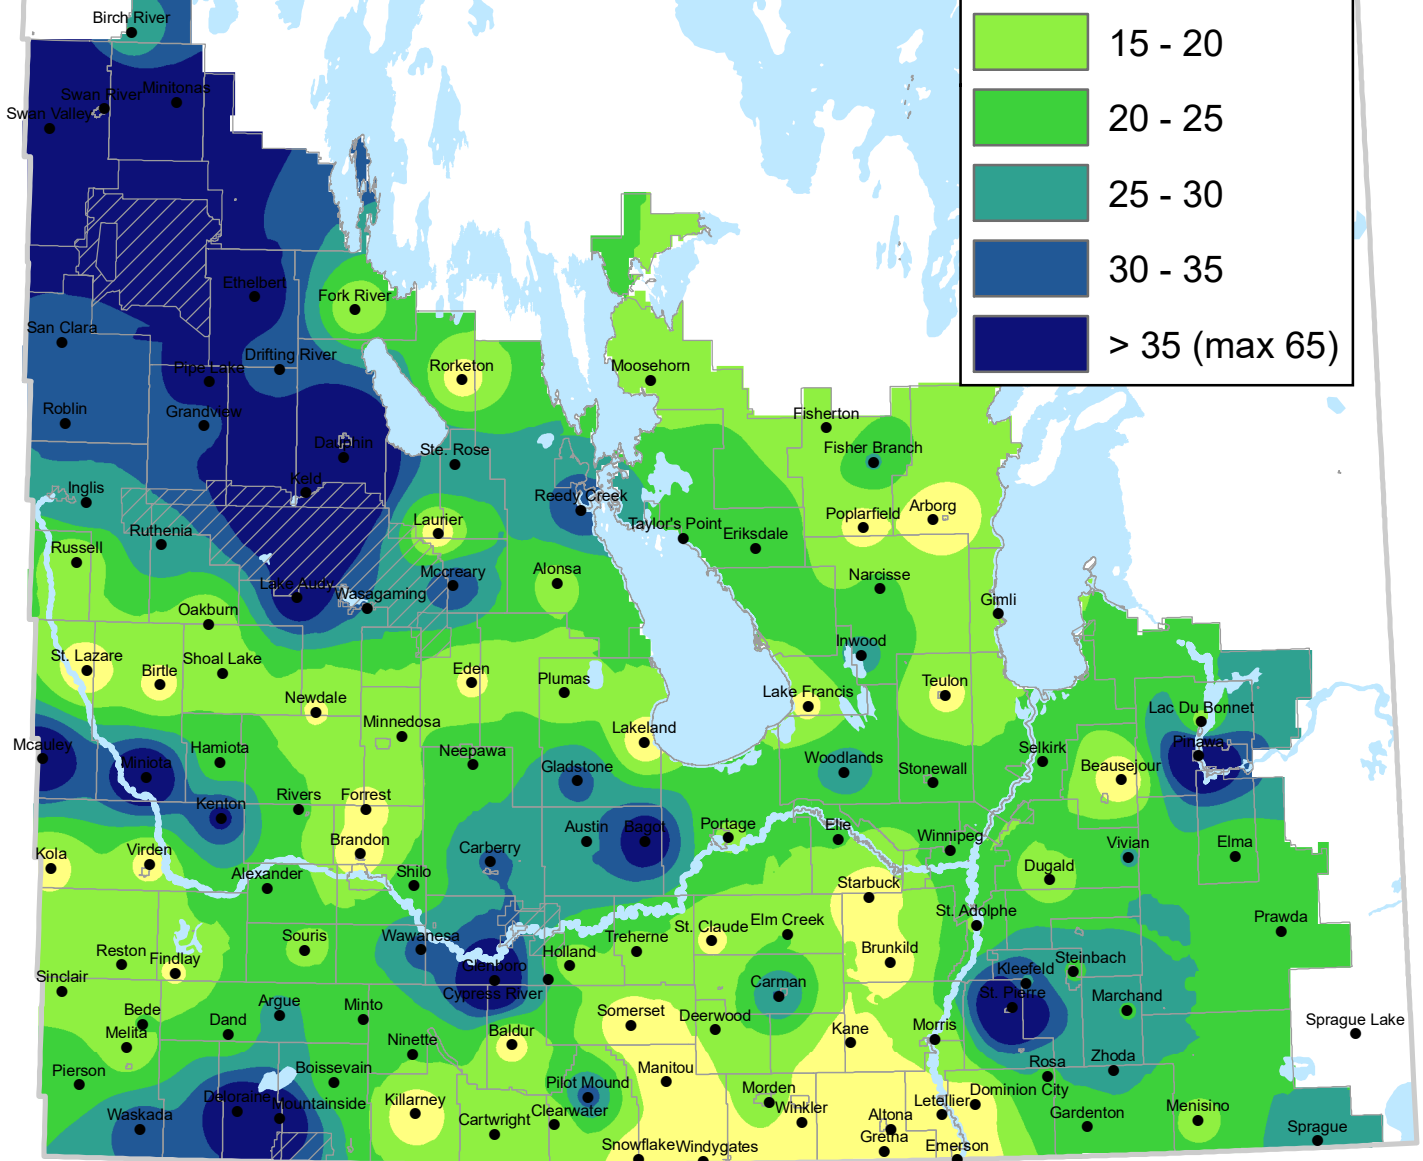 Birch River
15 - 20
Minitonas
Swan River
Swan Valley
20 - 25
25 - 30
30 - 35
> 35 (max 65)
Ethelbert
Fork River
San Clara
Drifting River
Pipe Lake
Rorketon
Moosehorn
Roblin
Grandview
Fisherton
Dauphin
Ste. Rose
Fisher Branch
Keld
Inglis
Reedy Creek
Laurier
Taylor's Point
Poplarfield
Arborg
Ruthenia
Eriksdale
Russell
Mccreary
Alonsa
Narcisse
Lake Audy
Wasagaming
Gimli
Oakburn
Inwood
St. Lazare
Birtle
Shoal Lake
Eden
Plumas
Teulon
Newdale
Lake Francis
Lac Du Bonnet
Minnedosa
Lakeland
Mcauley
Hamiota
Neepawa
Pinawa
Selkirk
Miniota
Gladstone
Woodlands
Stonewall
Beausejour
Kenton
Rivers
Forrest
Austin
Bagot
Portage
Elie
Winnipeg
Brandon
Vivian
Elma
Kola
Virden
Carberry
Dugald
Alexander
Shilo
Starbuck
St. Adolphe
Prawda
St. Claude
Elm Creek
Souris
Wawanesa
Treherne
Brunkild
Reston
Findlay
Holland
Steinbach
Glenboro
Kleefeld
Sinclair
Carman
Cypress River
St. Pierre
Marchand
Argue
Minto
Bede
Somerset
Deerwood
Sprague Lake
Dand
Melita
Baldur
Kane
Morris
Ninette
Pierson
Boissevain
Manitou
Rosa
Zhoda
Pilot Mound
Morden
Dominion City
Deloraine
Mountainside
Killarney
Letellier
Waskada
Cartwright
Clearwater
Winkler
Altona
Gardenton
Menisino
Sprague
Gretna
Snowflake
Windygates
Emerson